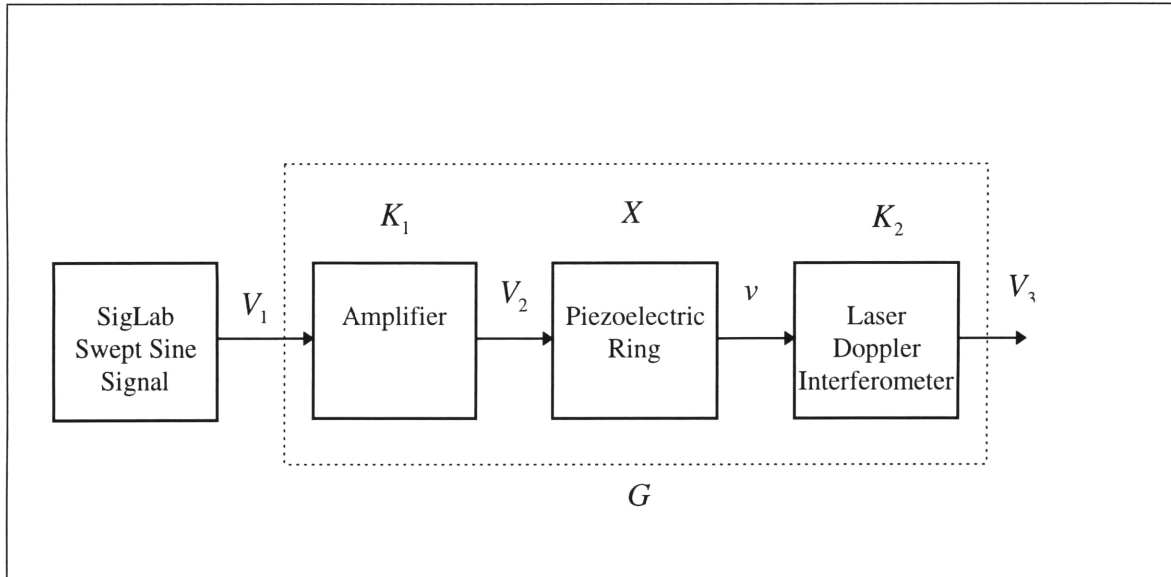 K₁
X
K₂
SigLab
Swept Sine
Signal
V₁
Amplifier
V₂
Piezoelectric
Ring
v
Laser
Doppler
Interferometer
V₃
G